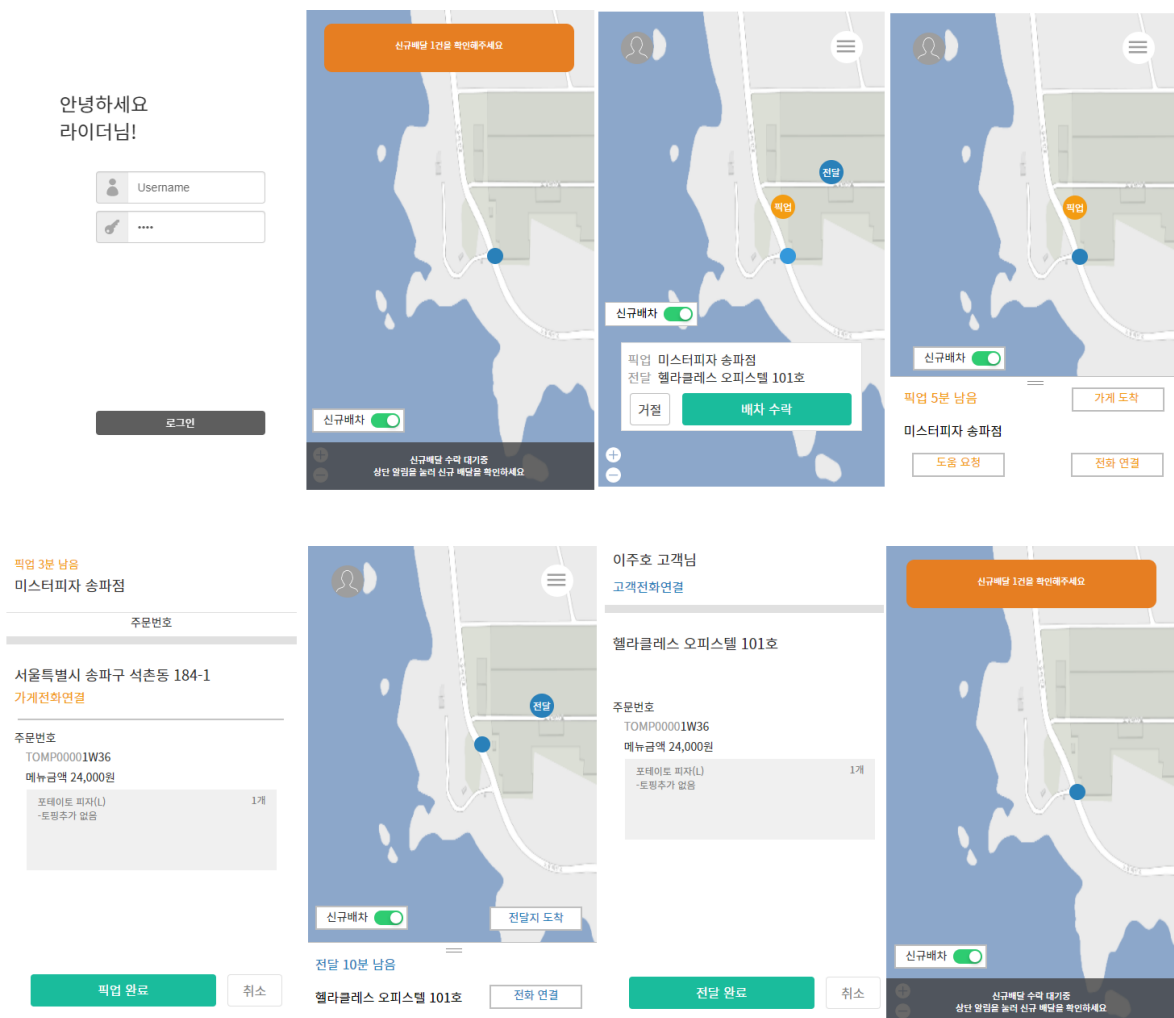 안녕하세요
라이더님!
Username
••••
로그인
신규배달 1건을 확인해주세요
신규배차
신규배달 수락 대기중
상단 알림을 눌러 신규 배달을 확인하세요
전달
픽업
신규배차
픽업 미스터피자 송파점
전달 헬라클레스 오피스텔 101호
거절
배차 수락
픽업
신규배차
픽업 5분 남음
가게 도착
미스터피자 송파점
도움 요청
전화 연결
픽업 3분 남음
미스터피자 송파점
주문번호
서울특별시 송파구 석촌동 184-1
가게전화연결
주문번호
TOMP00001W36
메뉴금액 24,000원
포테이토 피자(L) 1개
-토핑추가 없음
픽업 완료
취소
전달
신규배차
전달지 도착
전달 10분 남음
헬라클레스 오피스텔 101호
전화 연결
이주호 고객님
고객전화연결
헬라클레스 오피스텔 101호
주문번호
TOMP00001W36
메뉴금액 24,000원
포테이토 피자(L) 1개
-토핑추가 없음
전달 완료
취소
신규배달 1건을 확인해주세요
신규배차
신규배달 수락 대기중
상단 알림을 눌러 신규 배달을 확인하세요